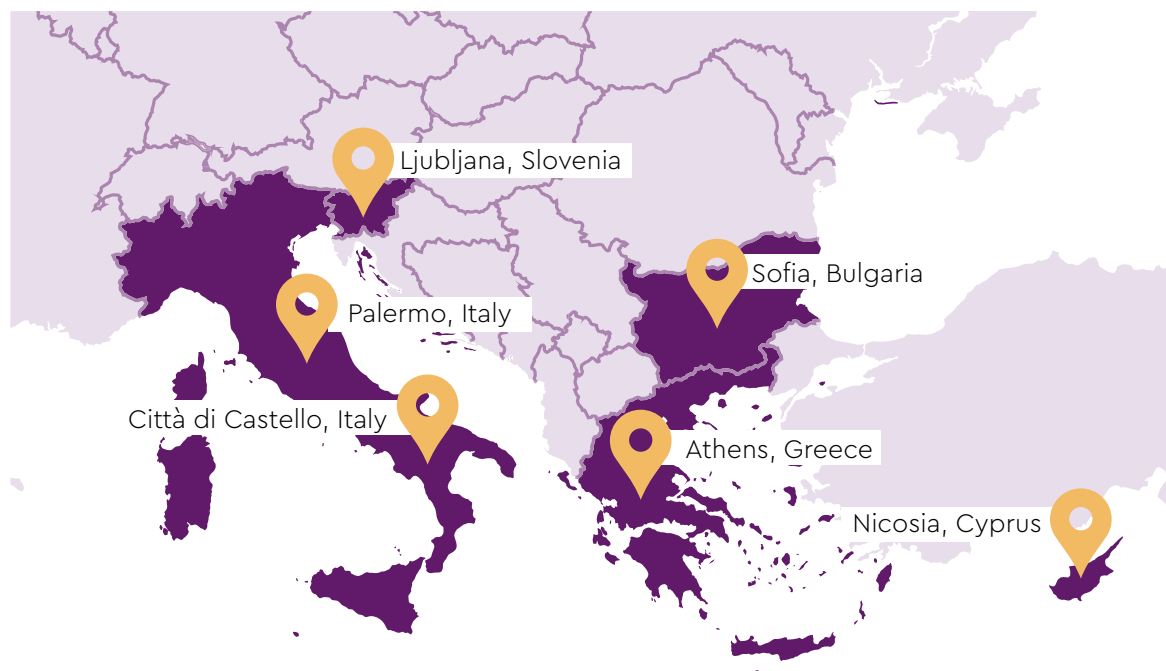 Ljubljana, Slovenia
Sofia, Bulgaria
Palermo, Italy
Città di Castello, Italy
Athens, Greece
Nicosia, Cyprus